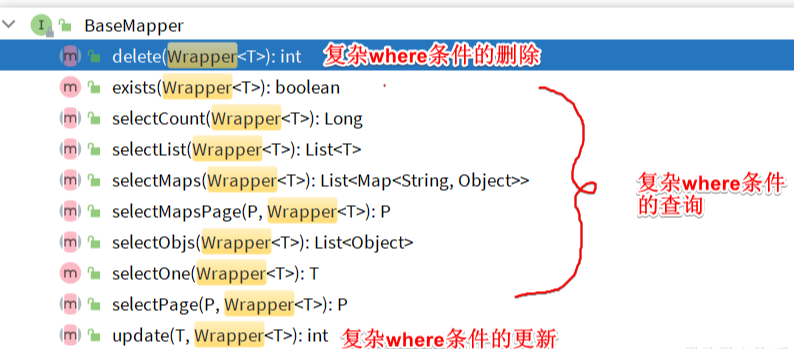 BaseMapper
delete(Wrapper<T>): int 复杂where条件的删除
exists(Wrapper<T>): boolean
selectCount(Wrapper<T>): Long
selectList(Wrapper<T>): List<T>
selectMaps(Wrapper<T>): List<Map<String, Object>>
selectMapsPage(P, Wrapper<T>): P
selectObjs(Wrapper<T>): List<Object>
selectOne(Wrapper<T>): T
selectPage(P, Wrapper<T>): P
复杂where条件
的查询
update(T, Wrapper<T>): int 复杂where条件的更新